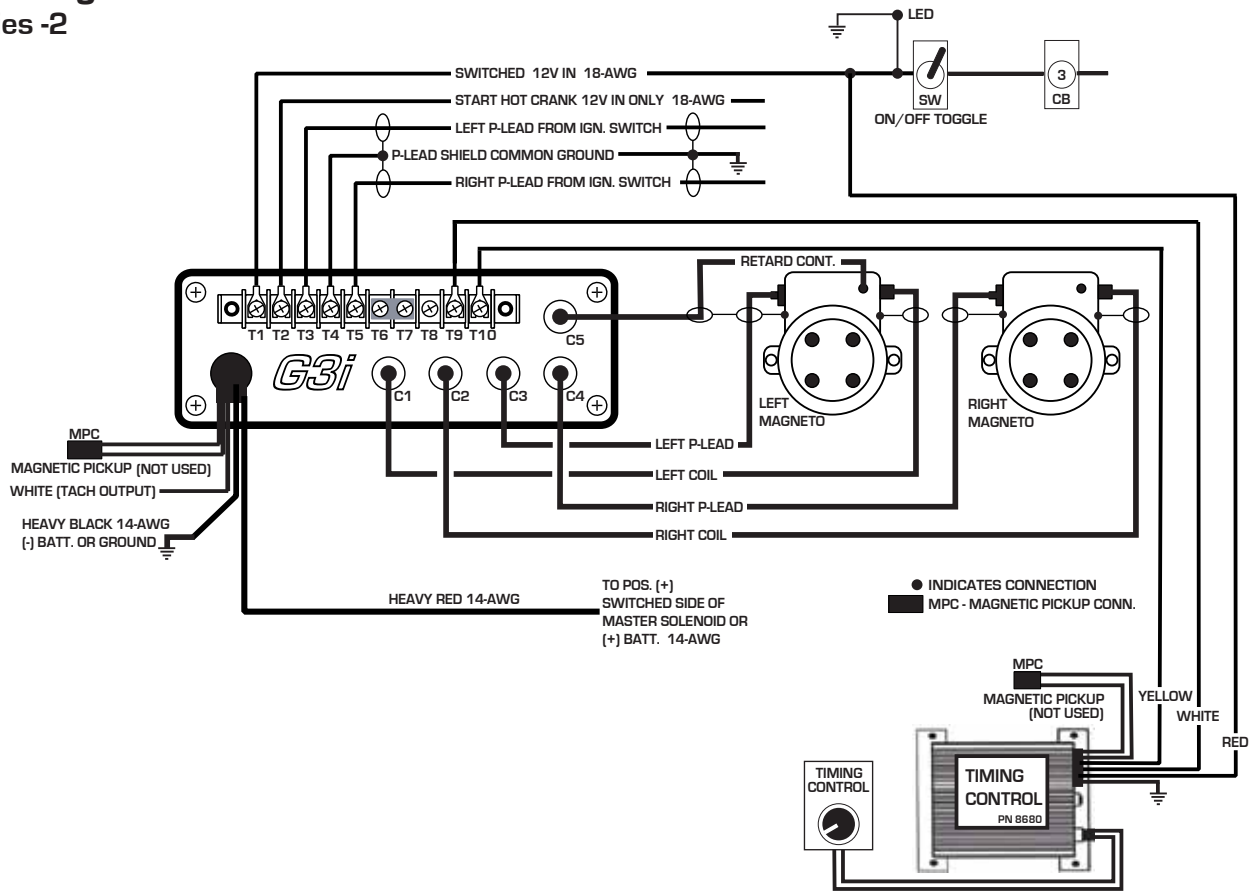 es -2
LED
SWITCHED 12V IN 18-AWG
3
START HOT CRANK 12V IN ONLY 18-AWG
SW
CB
ON/OFF TOGGLE
LEFT P-LEAD FROM IGN. SWITCH
P-LEAD SHIELD COMMON GROUND
RIGHT P-LEAD FROM IGN. SWITCH
RETARD CONT.
T1 T2 T3 T4 T5 T6 T7 T8 T9 T10
C5
G3i
C1 C2 C3 C4
LEFT
MAGNETO
RIGHT
MAGNETO
MPC
MAGNETIC PICKUP (NOT USED)
WHITE (TACH OUTPUT)
HEAVY BLACK 14-AWG
(-) BATT. OR GROUND
LEFT P-LEAD
LEFT COIL
RIGHT P-LEAD
RIGHT COIL
HEAVY RED 14-AWG
TO POS. (+)
SWITCHED SIDE OF
MASTER SOLENOID OR
(+) BATT. 14-AWG
INDICATES CONNECTION
MPC - MAGNETIC PICKUP CONN.
MPC
MAGNETIC PICKUP
(NOT USED)
YELLOW
WHITE
RED
TIMING
CONTROL
TIMING
CONTROL
PN 8680